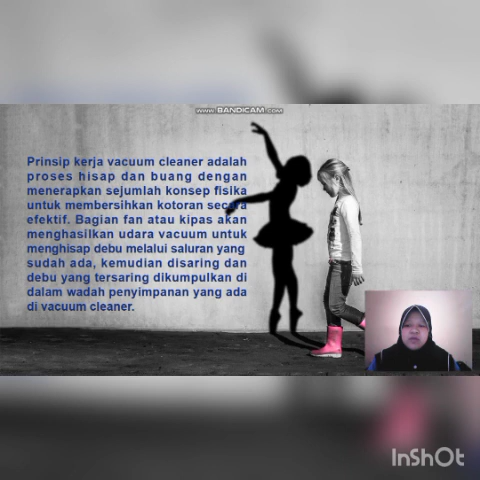 www.BANDICAM.com
Prinsip kerja vacuum cleaner adalah
proses hisap dan buang dengan
menerapkan sejumlah konsep fisika
untuk membersihkan kotoran secara
efektif. Bagian fan atau kipas akan
menghasilkan udara vacuum untuk
menghisap debu melalui saluran yang
sudah ada, kemudian disaring dan
debu yang tersaring dikumpulkan di
dalam wadah penyimpanan yang ada
di vacuum cleaner.
InShOt